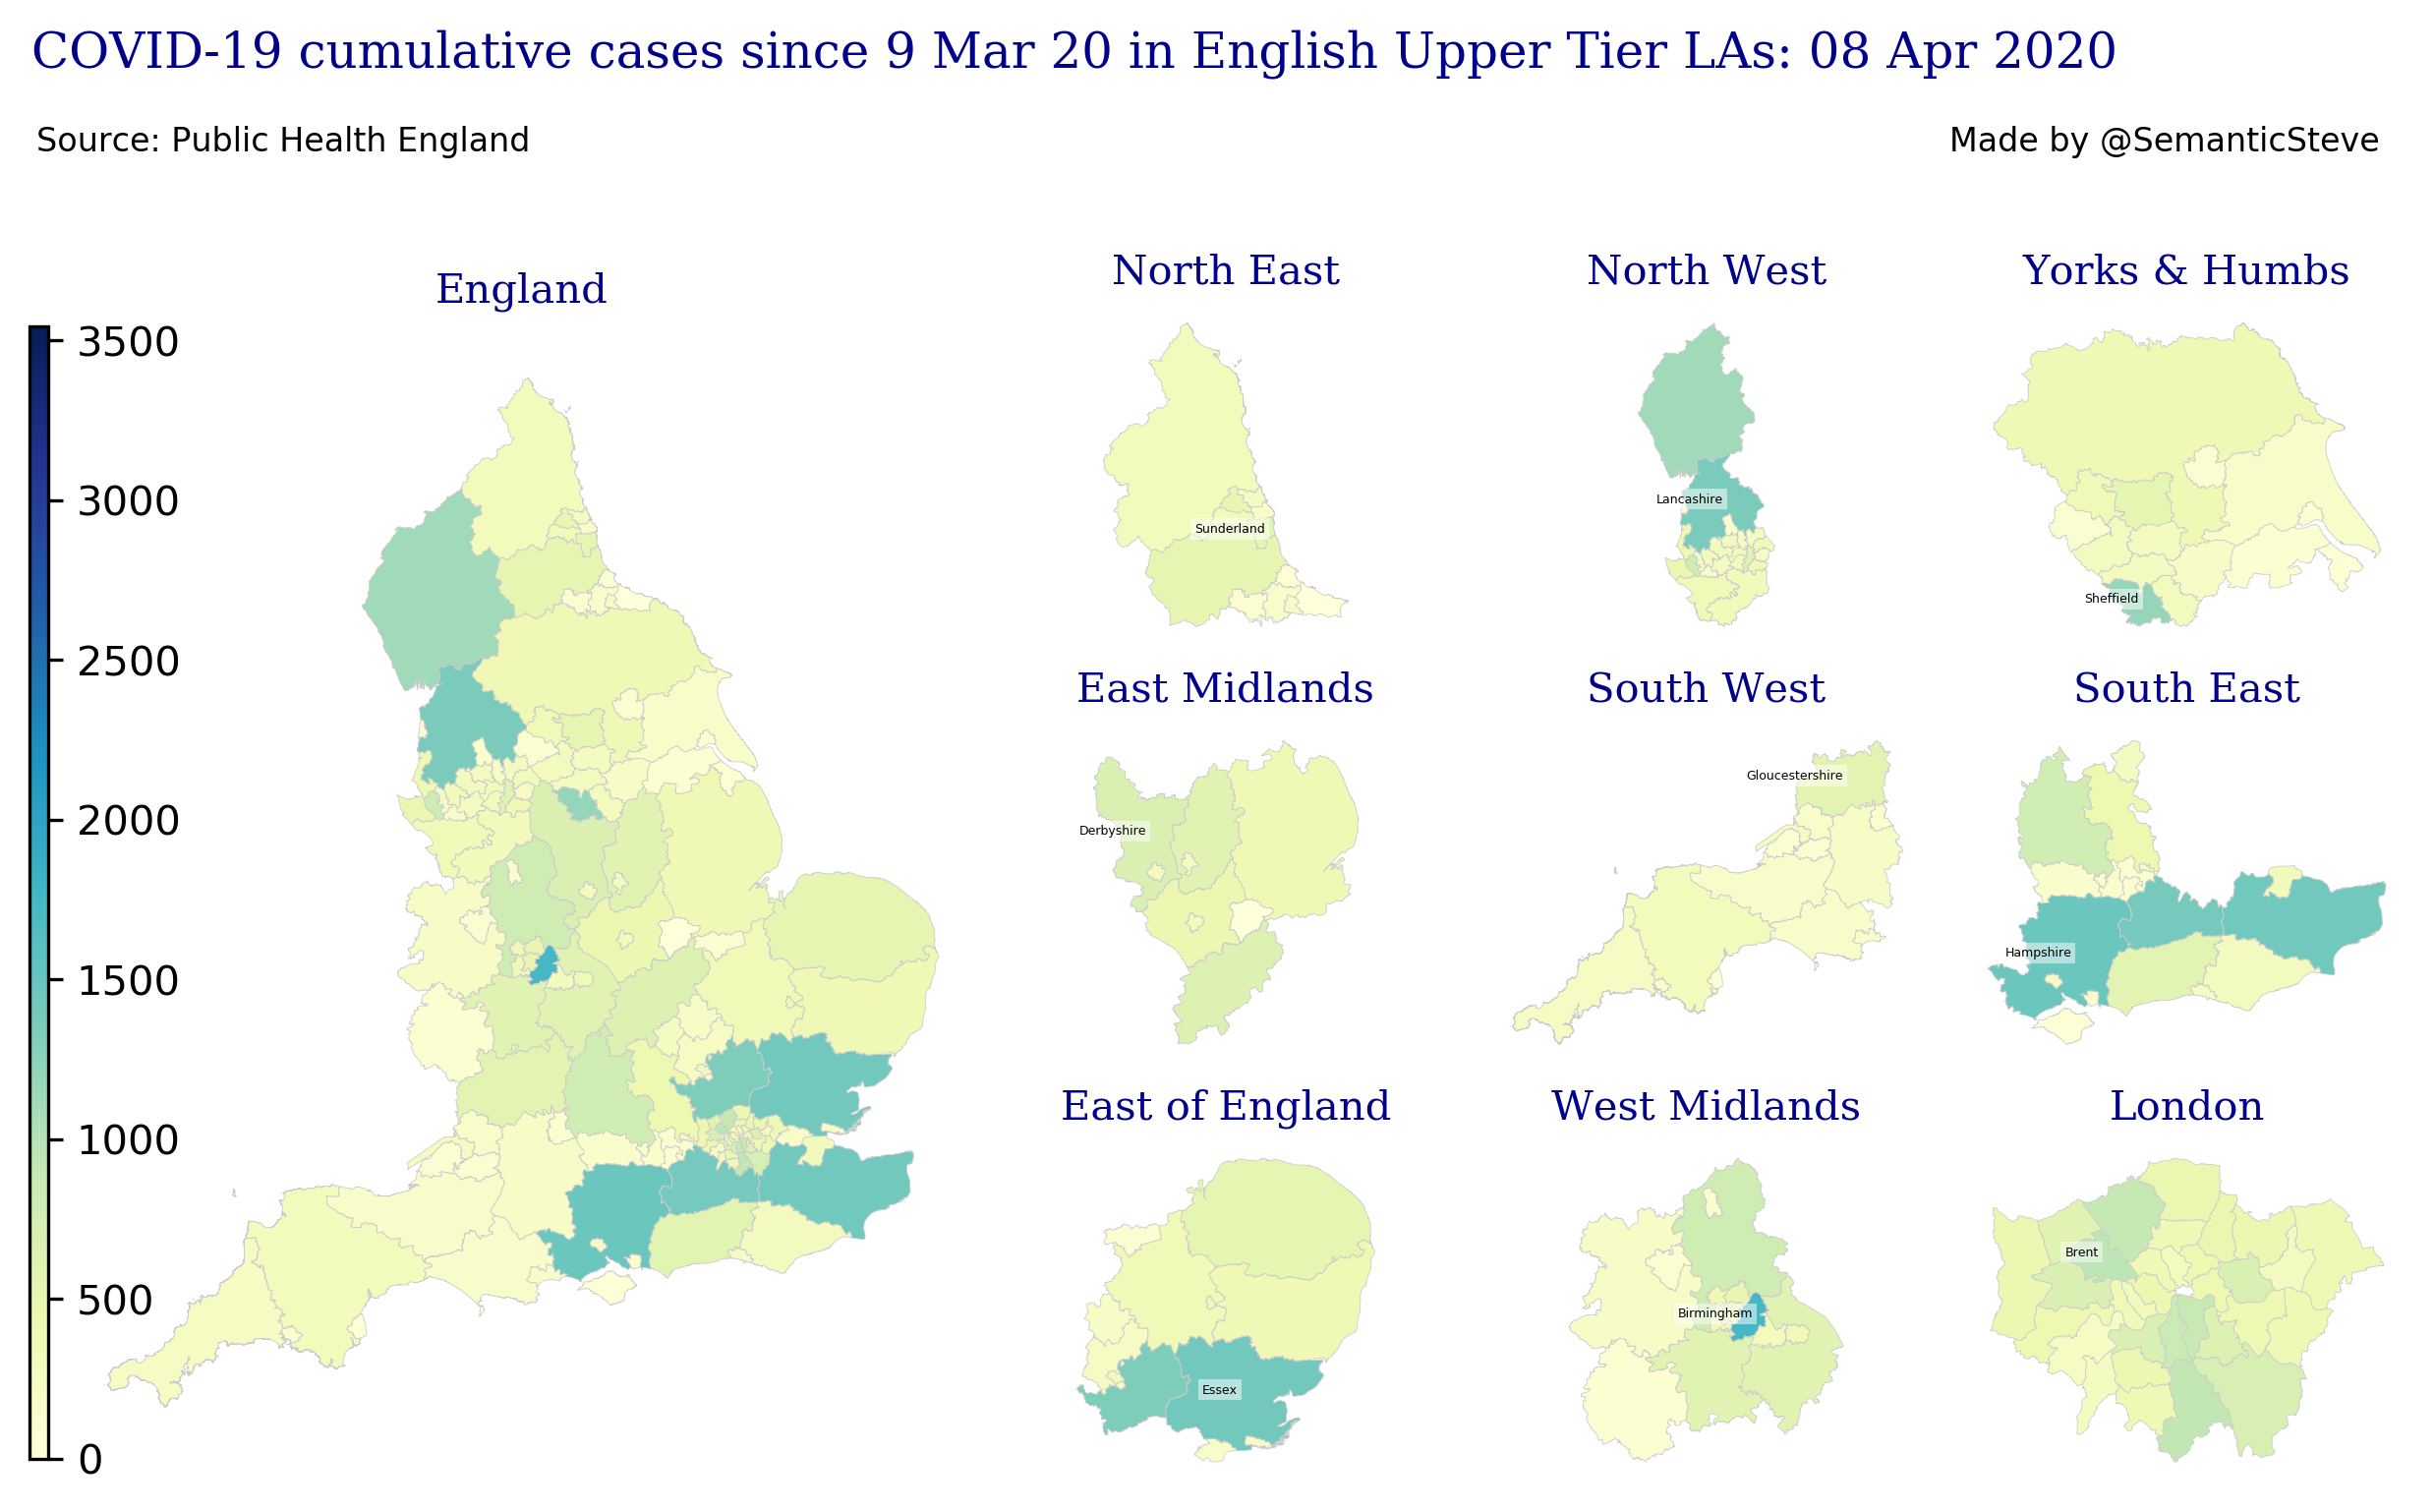 COVID-19 cumulative cases since 9 Mar 20 in English Upper Tier LAs: 08 Apr 2020
Source: Public Health England
Made by @SemanticSteve
England
3500
3000
2500
2000
1500
1000
500
0
North East
Sunderland
North West
Lancashire
Yorks & Humbs
Sheffield
East Midlands
Derbyshire
South West
Gloucestershire
South East
Hampshire
East of England
Essex
West Midlands
Birmingham
London
Brent